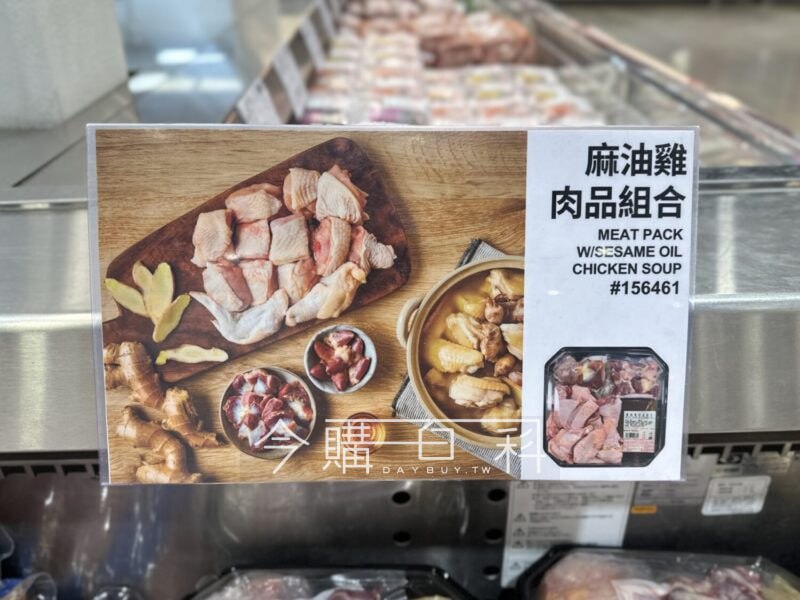 麻油雞
肉品組合
MEAT PACK
W/SESAME OIL
CHICKEN SOUP
#156461
今購百科
DAYBUY.TW